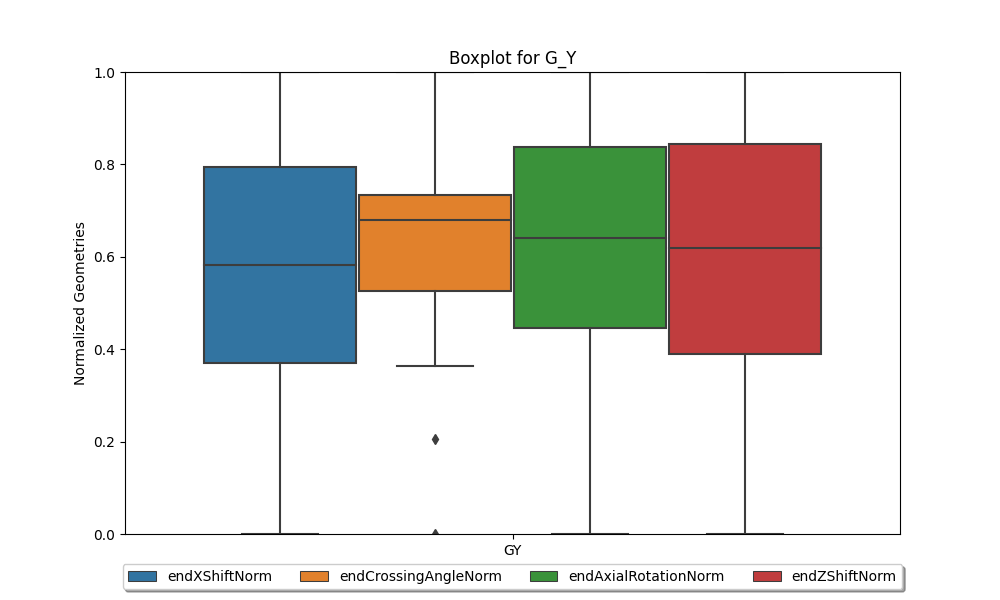 Boxplot for G_Y
Normalized Geometries
1.0
0.8
0.6
0.4
0.2
0.0
GY
endXShiftNorm endCrossingAngleNorm endAxialRotationNorm endZShiftNorm